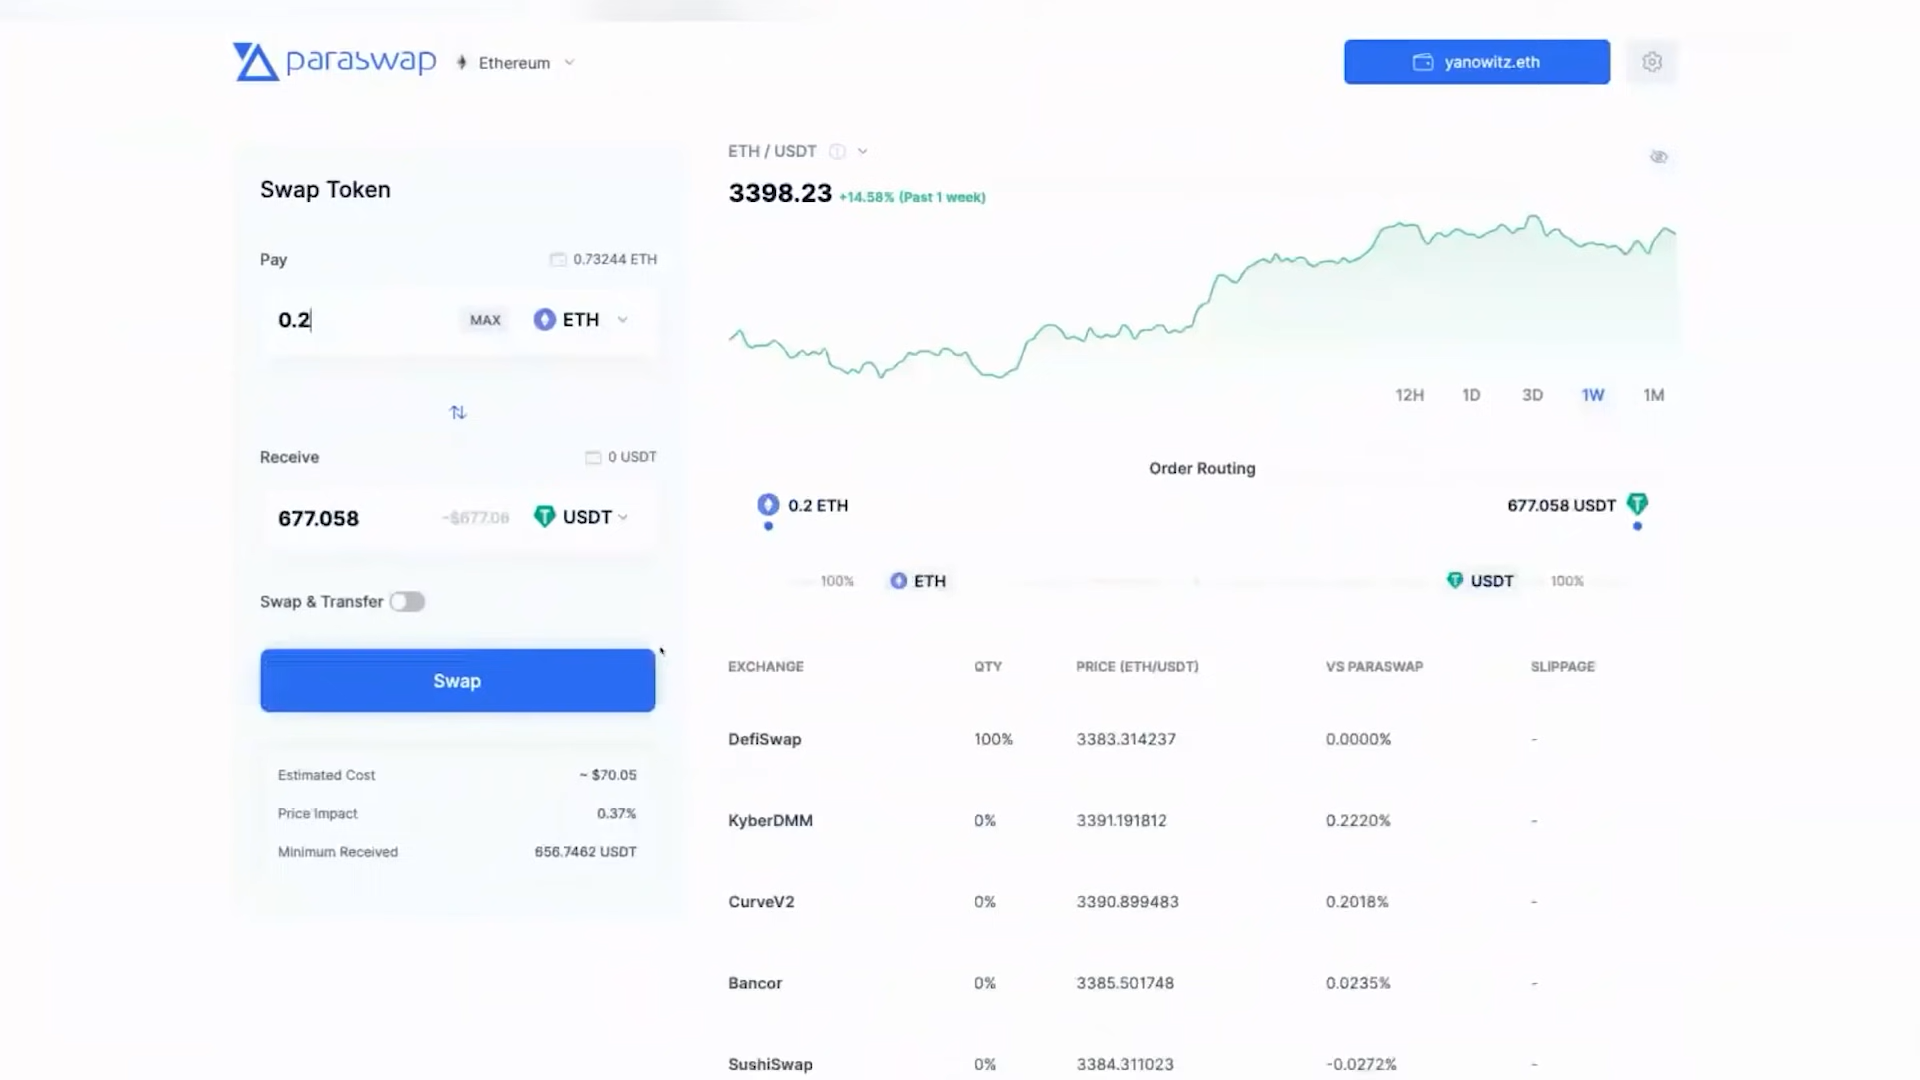 paraswap
Ethereum
yanowitz.eth
Swap Token
Pay
0.73244 ETH
0.2
MAX
ETH
Receive
0 USDT
677.058
~$677.06
USDT
Swap & Transfer
Swap
Estimated Cost
~ $70.05
Price Impact
0.37%
Minimum Received
656.7462 USDT
ETH / USDT
3398.23 +14.58% (Past 1 week)
12H 1D 3D 1W 1M
Order Routing
0.2 ETH
677.058 USDT
100% ETH
USDT 100%
EXCHANGE QTY PRICE (ETH/USDT) VS PARASWAP SLIPPAGE
DefiSwap 100% 3383.314237 0.0000% -
KyberDMM 0% 3391.191812 0.2220% -
CurveV2 0% 3390.899483 0.2018% -
Bancor 0% 3385.501748 0.0235% -
SushiSwap 0% 3384.311023 -0.0272% -